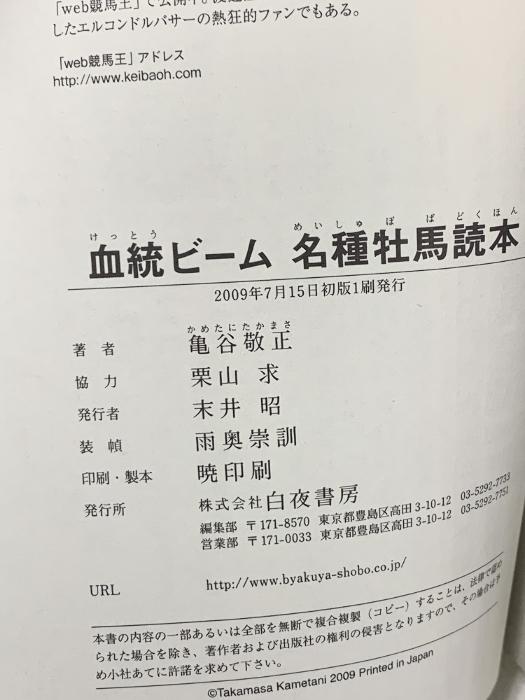 「web競馬王」で公開中。
したエルコンドルパサーの熱狂的ファンでもある。
「web競馬王」アドレス
http://www.keibaoh.com
けっとう めいしゅ ぼ ば どくほん
血統ビーム 名種牡馬読本
2009年7月15日初版1刷発行
かめたにたかまさ
著者 亀谷敬正
協力 栗山 求
発行者 末井 昭
装幀 雨奥崇訓
印刷・製本 暁印刷
発行所 株式会社白夜書房
編集部 〒171-8570 東京都豊島区高田3-10-12 03-5292-7733
営業部 〒171-0033 東京都豊島区高田3-10-12 03-5292-7751
URL http://www.byakuya-shobo.co.jp/
本書の内容の一部あるいは全部を無断で複合複製（コピー）することは、法律で認め
られた場合を除き、著作者および出版社の権利の侵害となりますので、その場合は予
め小社あてに許諾を求めて下さい。
©Takamasa Kametani 2009 Printed in Japan